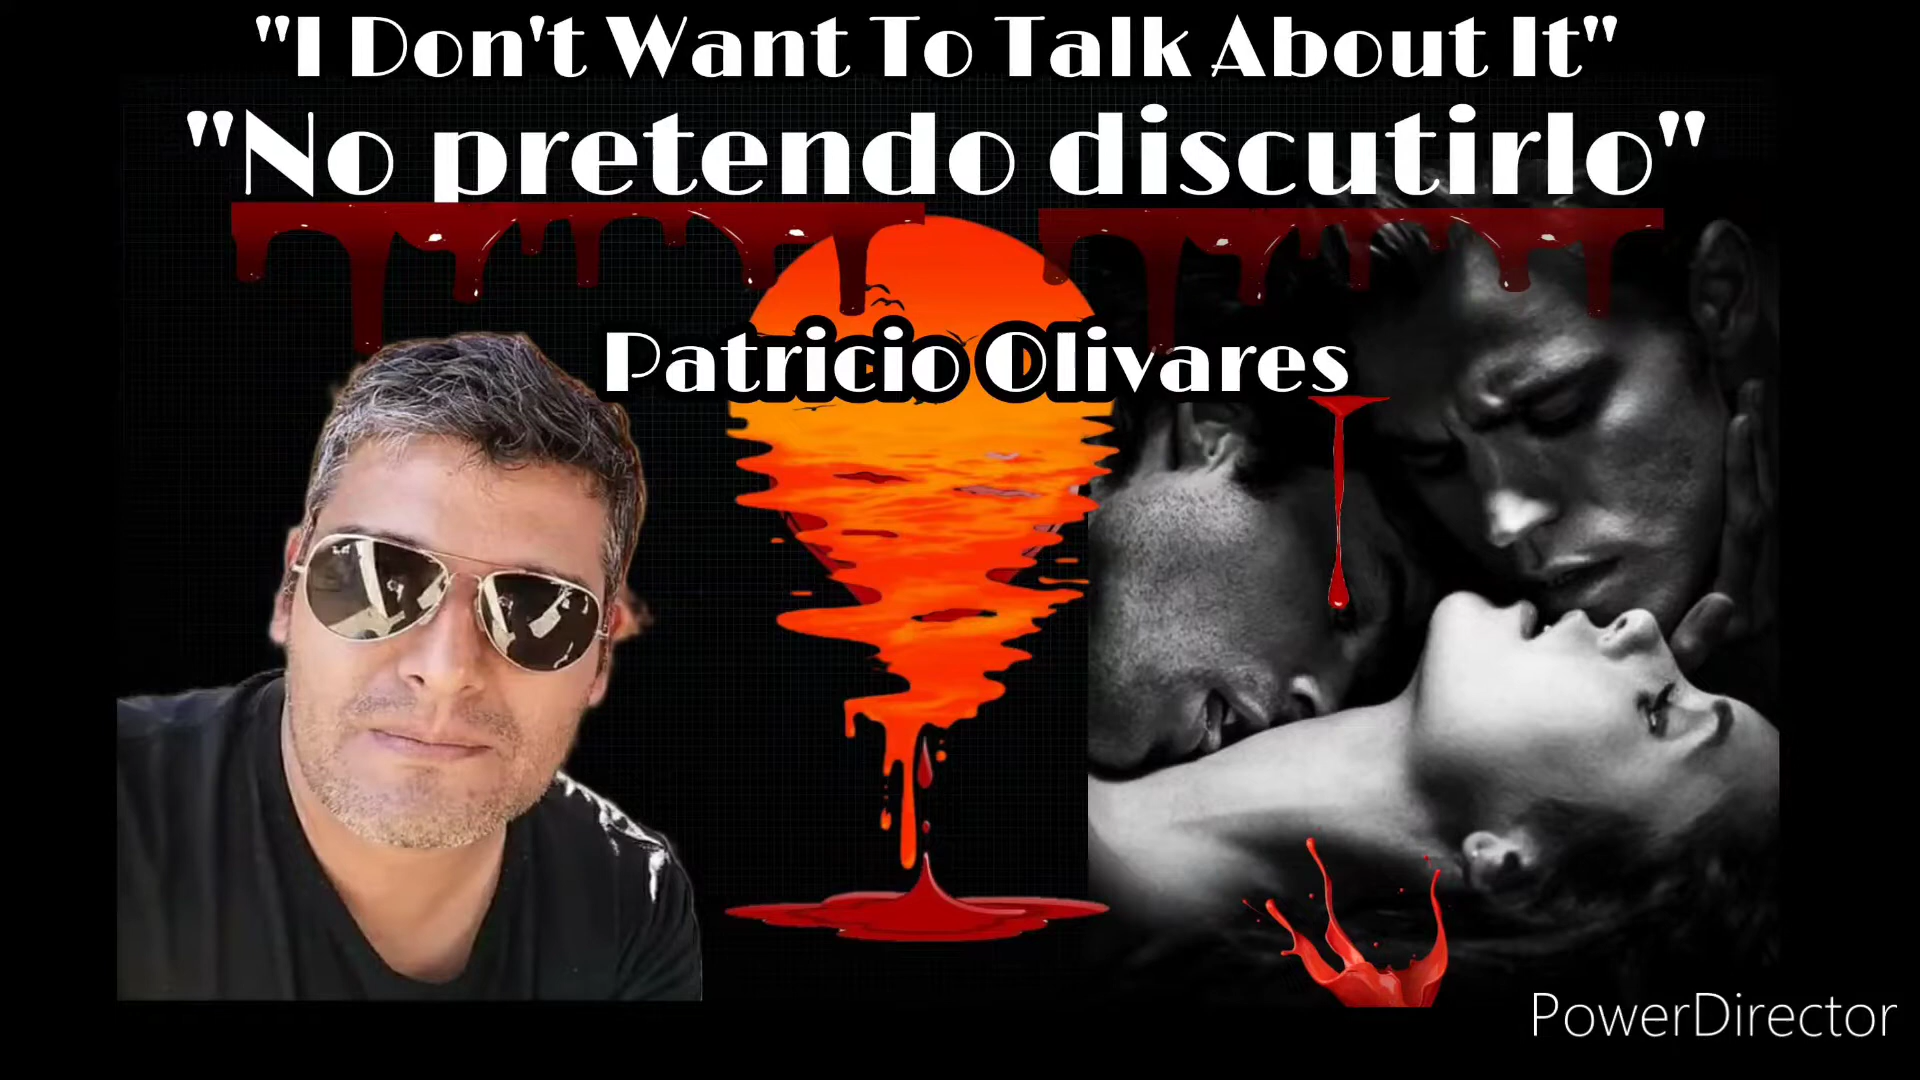 "I Don't Want To Talk About It"
"No pretendo discutirlo"
Patricio Olivares
PowerDirector